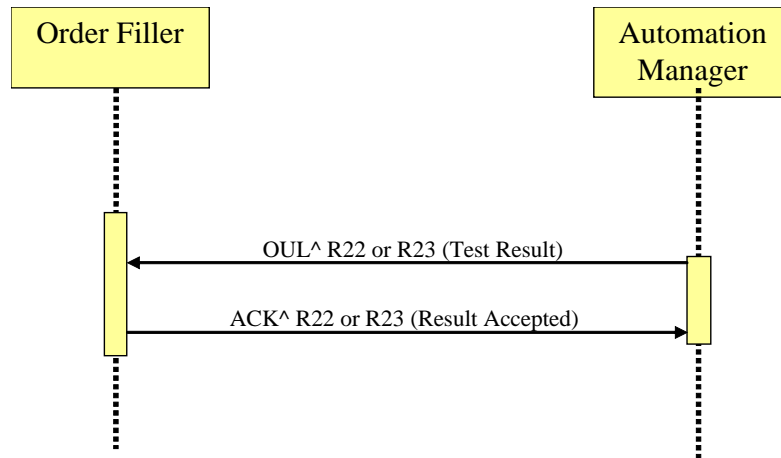 Order Filler
Automation
Manager
OUL^ R22 or R23 (Test Result)
ACK^ R22 or R23 (Result Accepted)